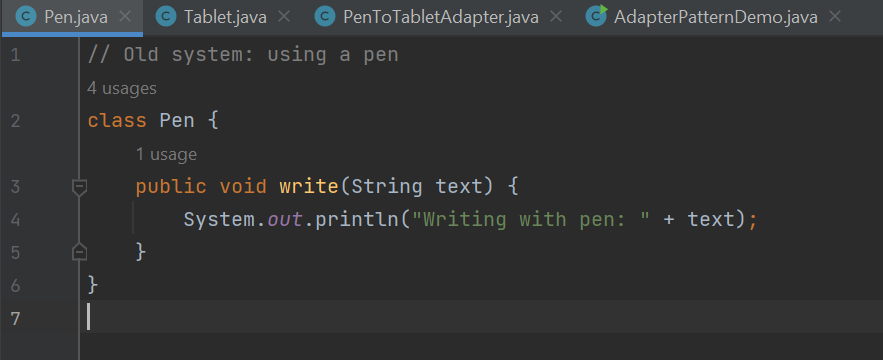 Pen.java Tablet.java PenToTabletAdapter.java AdapterPatternDemo.java
1 // Old system: using a pen
4 usages
2 class Pen {
1 usage
3 public void write(String text) {
4 System.out.println("Writing with pen: " + text);
5 }
6 }
7